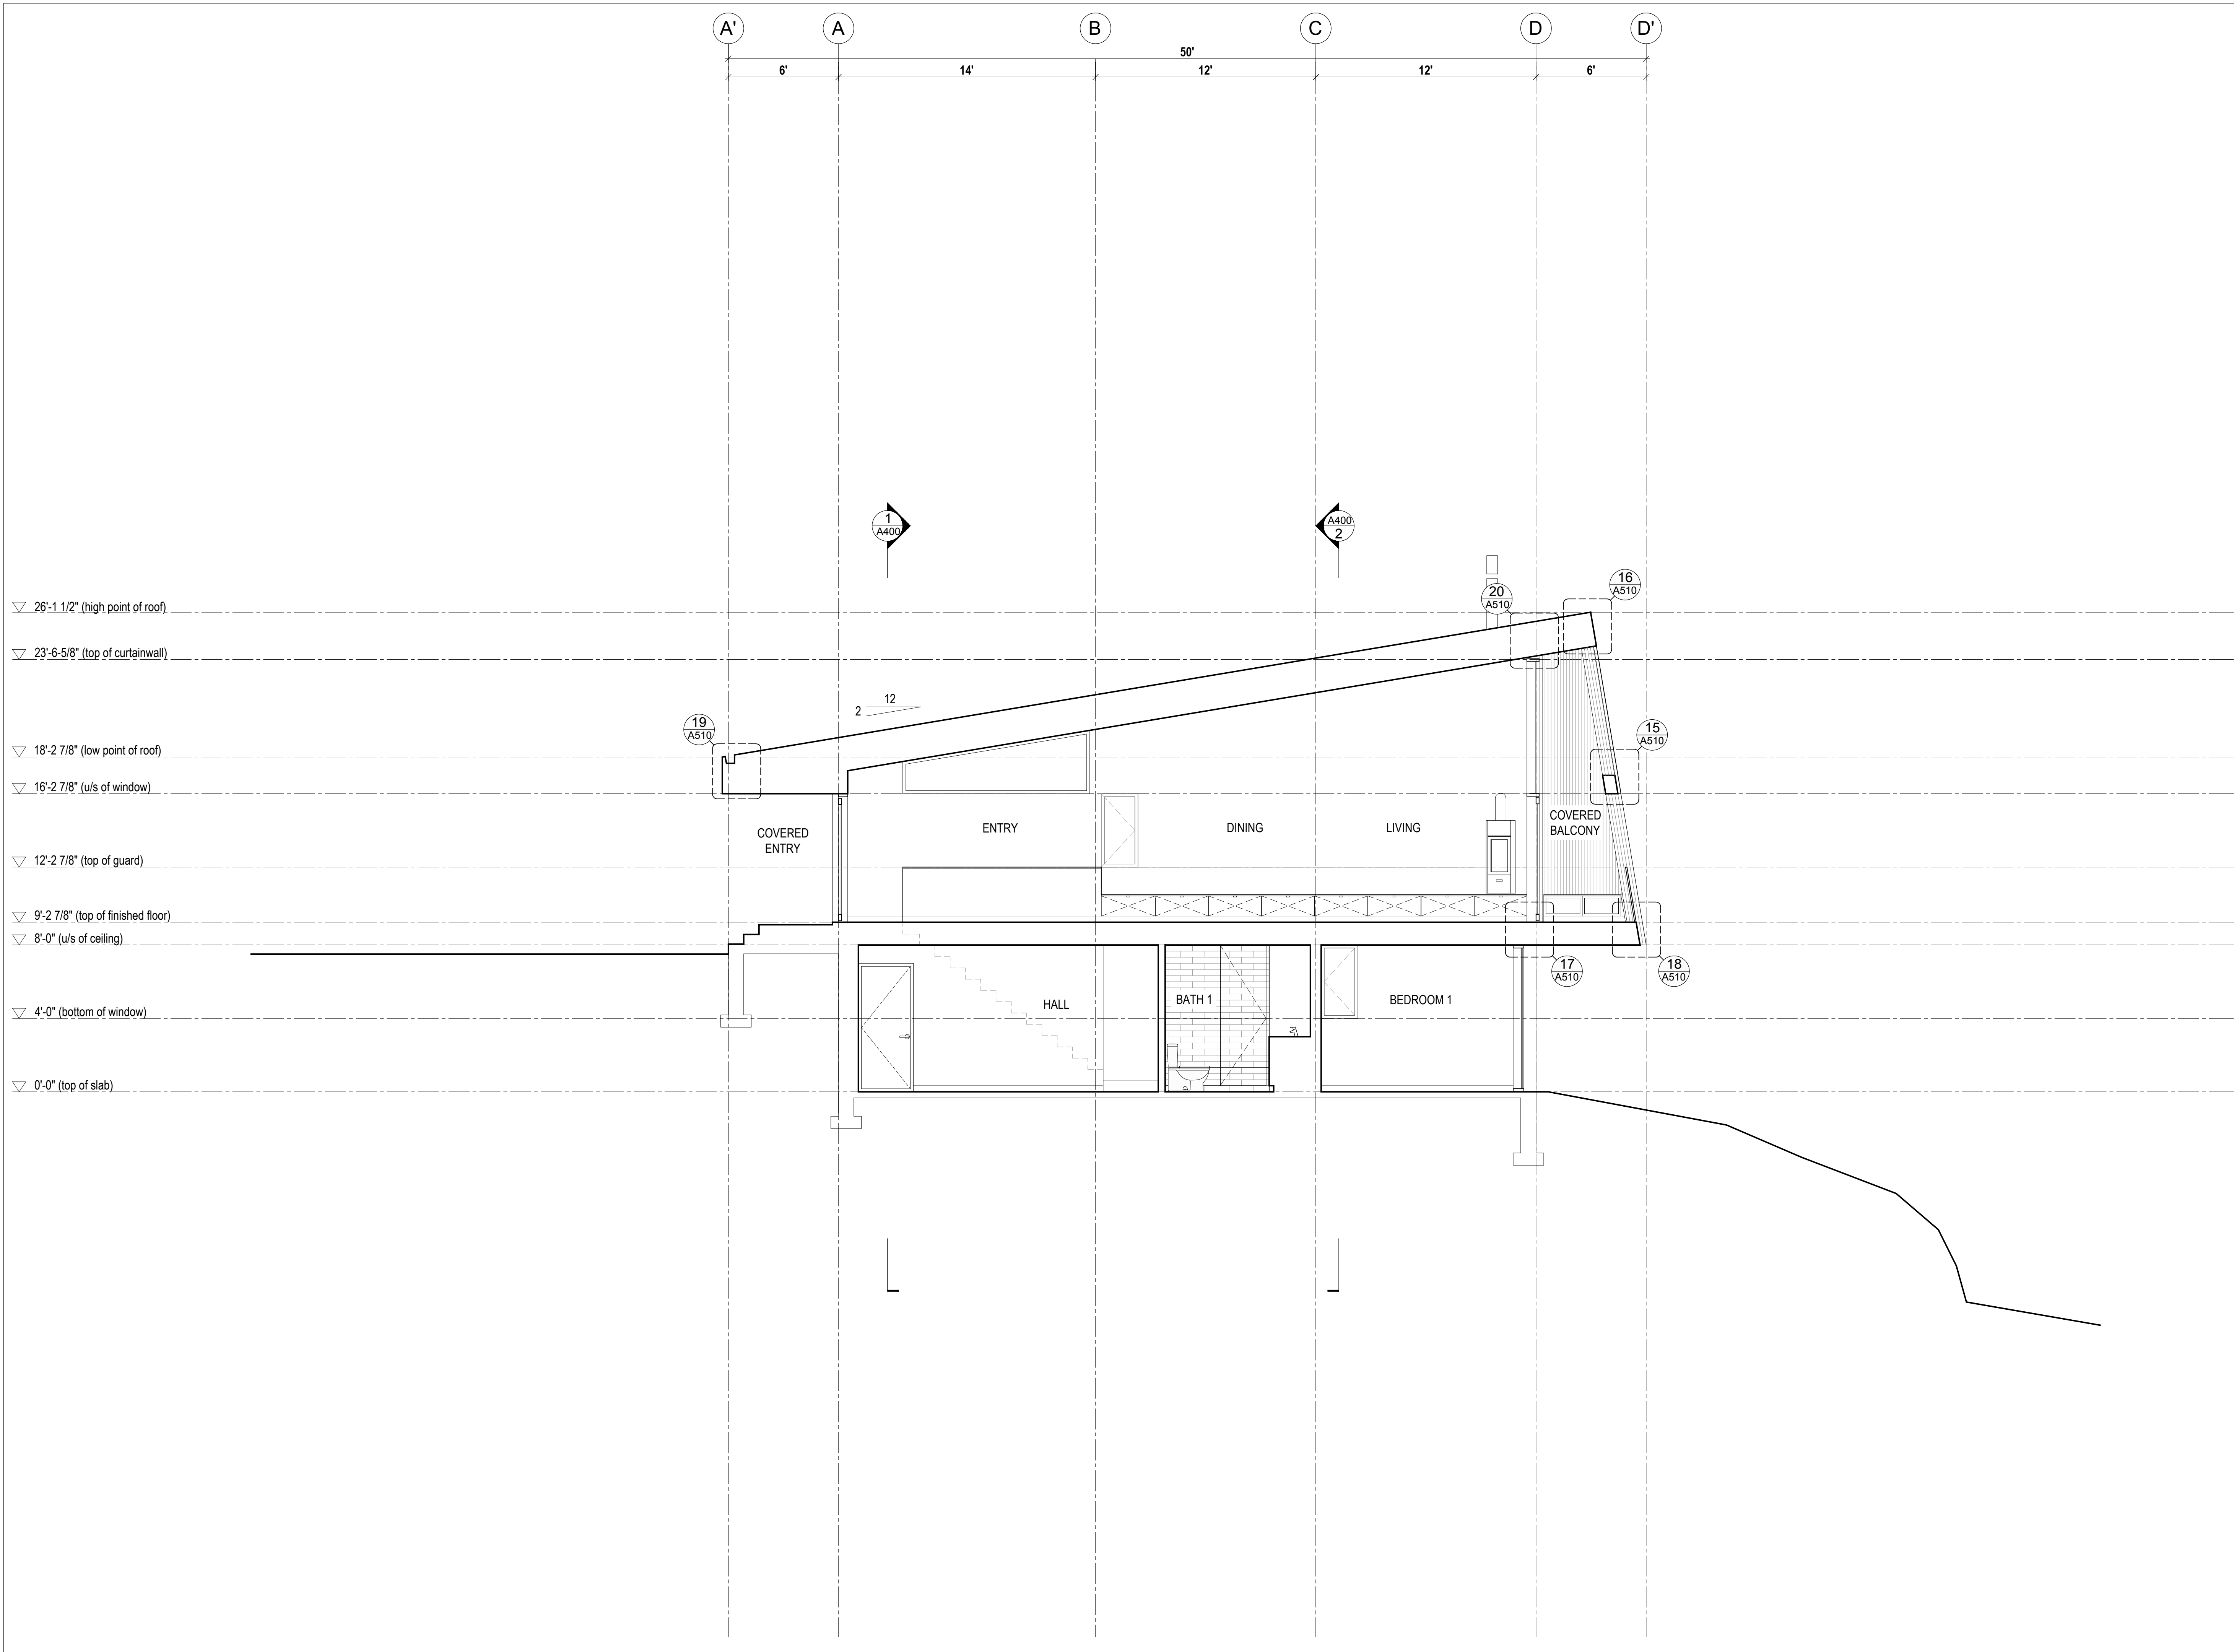 A'
A
B
C
D
D'
50'
6'
14'
12'
12'
6'
1
A400
A400
2
26'-1 1/2" (high point of roof)
20
A510
16
A510
23'-6-5/8" (top of curtainwall)
12
2
19
A510
15
A510
18'-2 7/8" (low point of roof)
16'-2 7/8" (u/s of window)
COVERED
ENTRY
ENTRY
DINING
LIVING
COVERED
BALCONY
12'-2 7/8" (top of guard)
9'-2 7/8" (top of finished floor)
8'-0" (u/s of ceiling)
17
A510
18
A510
HALL
BATH 1
BEDROOM 1
4'-0" (bottom of window)
0'-0" (top of slab)